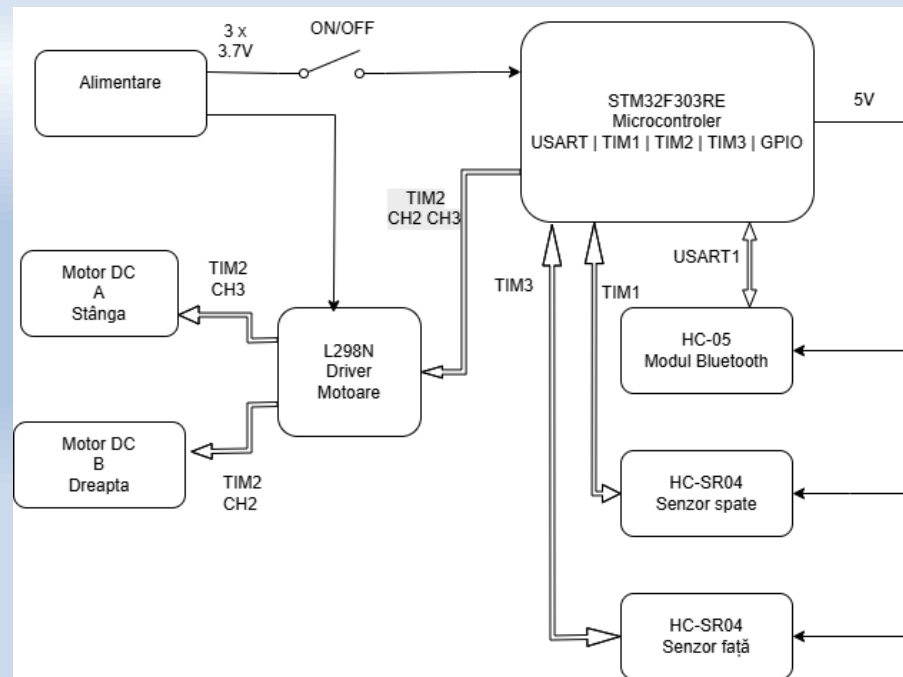 3 x
3.7V
ON/OFF
Alimentare
STM32F303RE
Microcontroler
USART | TIM1 | TIM2 | TIM3 | GPIO
5V
TIM2
CH2 CH3
Motor DC
A
Stânga
TIM2
CH3
TIM3
TIM1
USART1
L298N
Driver
Motoare
HC-05
Modul Bluetooth
Motor DC
B
Dreapta
TIM2
CH2
HC-SR04
Senzor spate
HC-SR04
Senzor față